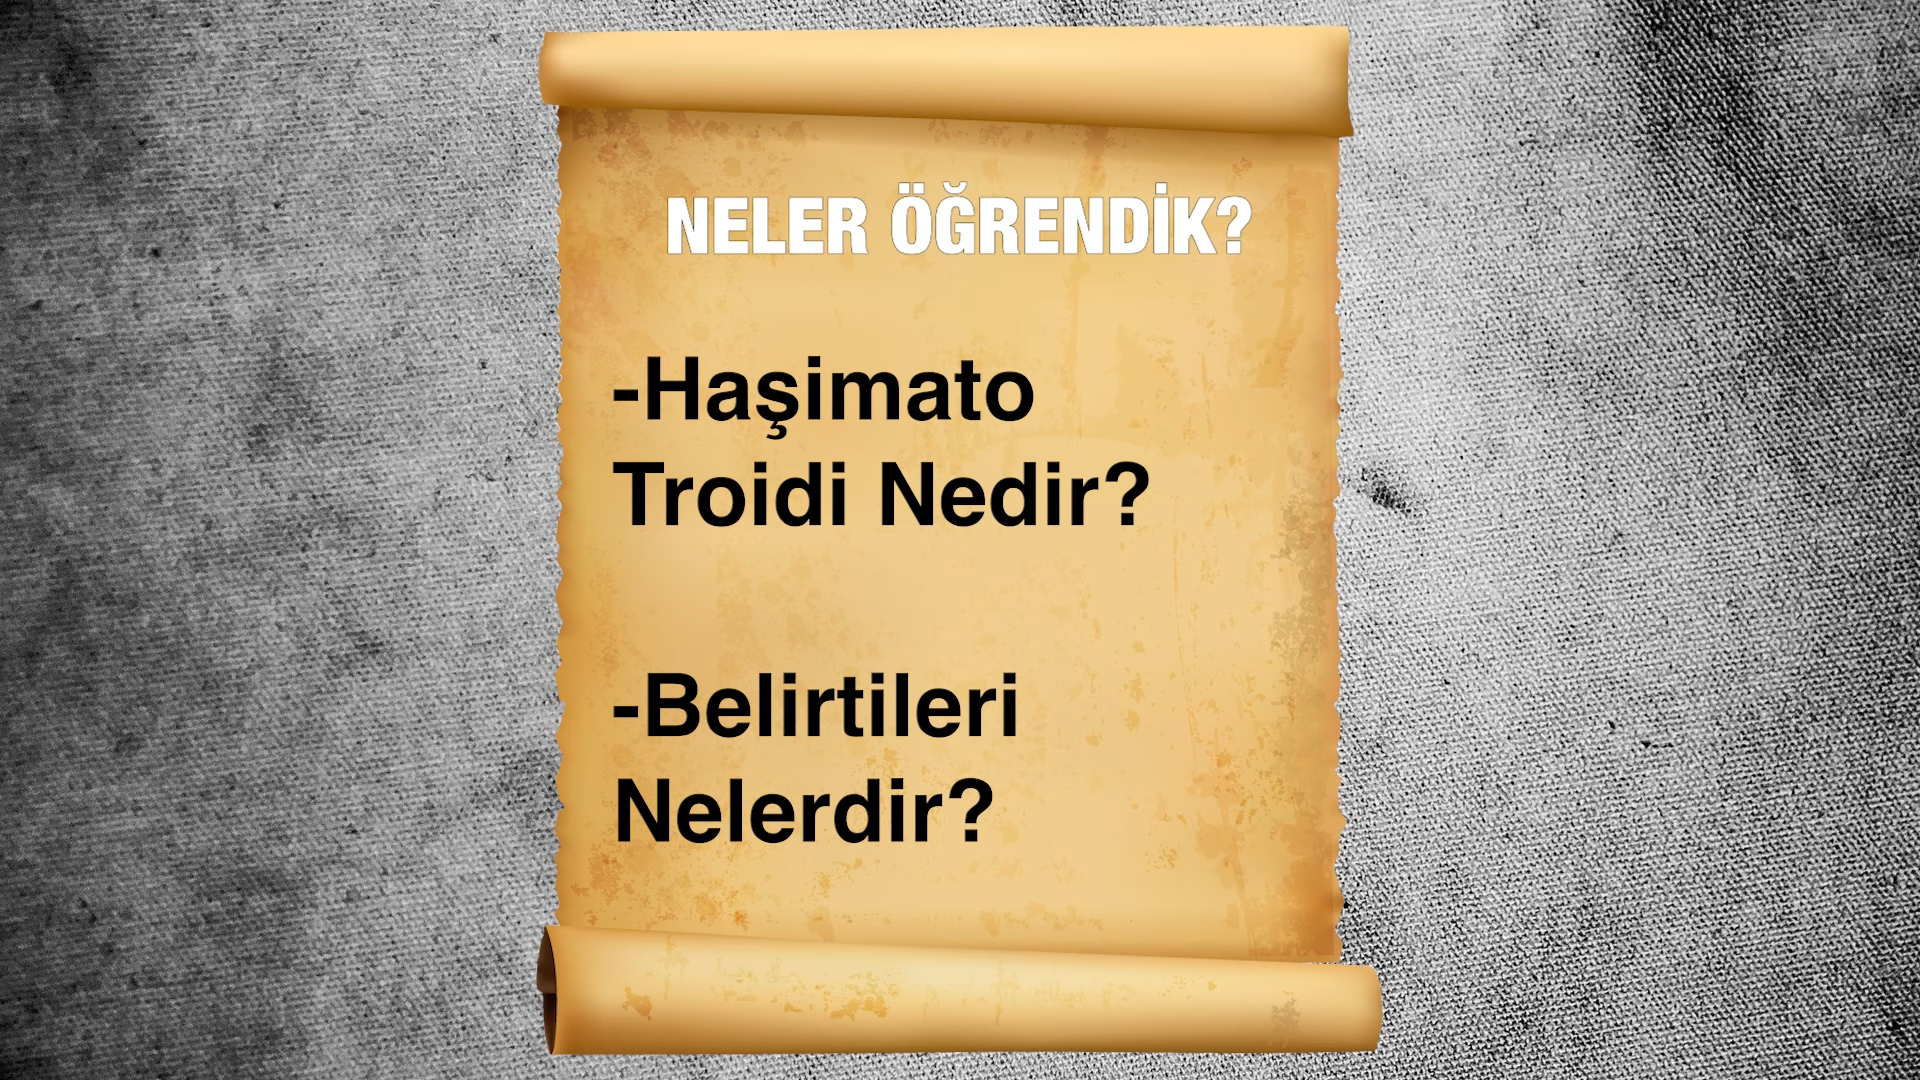 NELER ÖĞRENDİK?
-Haşimato
Troidi Nedir?
-Belirtileri
Nelerdir?